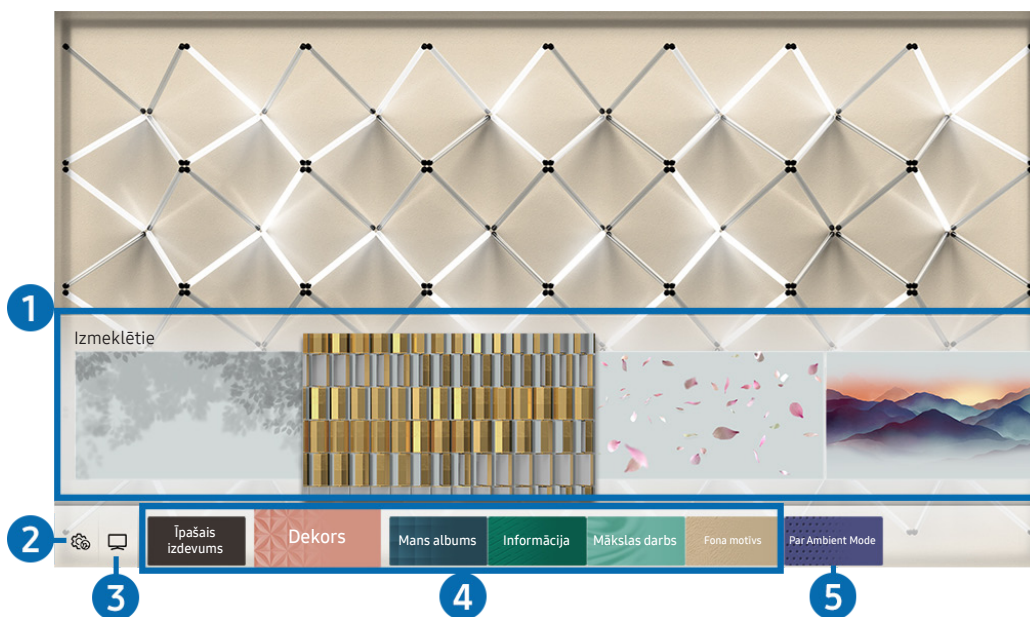 1
Izmeklētie
2
3
Īpašais
izdevums
Dekors
Mans albums
Informācija
Mākslas darbs
Fona motīvs
Par Ambient Mode
4
5